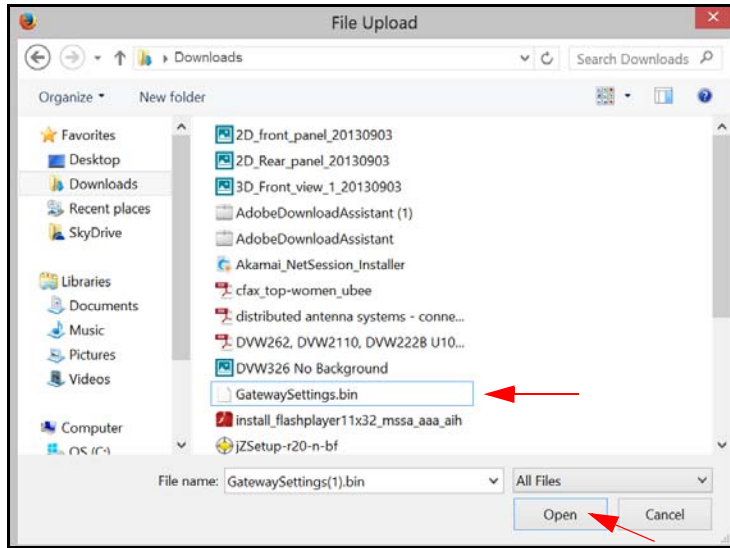 File Upload
Downloads
Search Downloads
Organize
New folder
Favorites
Desktop
Downloads
Recent places
SkyDrive
Libraries
Documents
Music
Pictures
Videos
Computer
OS (C:)
2D_front_panel_20130903
2D_Rear_panel_20130903
3D_Front_view_1_20130903
AdobeDownloadAssistant (1)
AdobeDownloadAssistant
Akamai_NetSession_Installer
cfax_top-women_ubee
distributed antenna systems - conne...
DVW262, DVW2110, DVW222B U10...
DVW326 No Background
GatewaySettings.bin
install_flashplayer11x32_mssa_aaa_aih
jZSetup-r20-n-bf
File name: GatewaySettings(1).bin
All Files
Open
Cancel